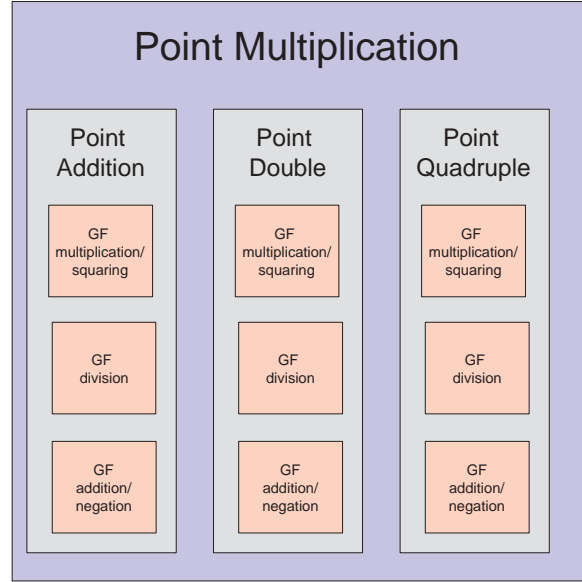 Point Multiplication
Point
Addition
GF
multiplication/
squaring
GF
division
GF
addition/
negation
Point
Double
GF
multiplication/
squaring
GF
division
GF
addition/
negation
Point
Quadruple
GF
multiplication/
squaring
GF
division
GF
addition/
negation